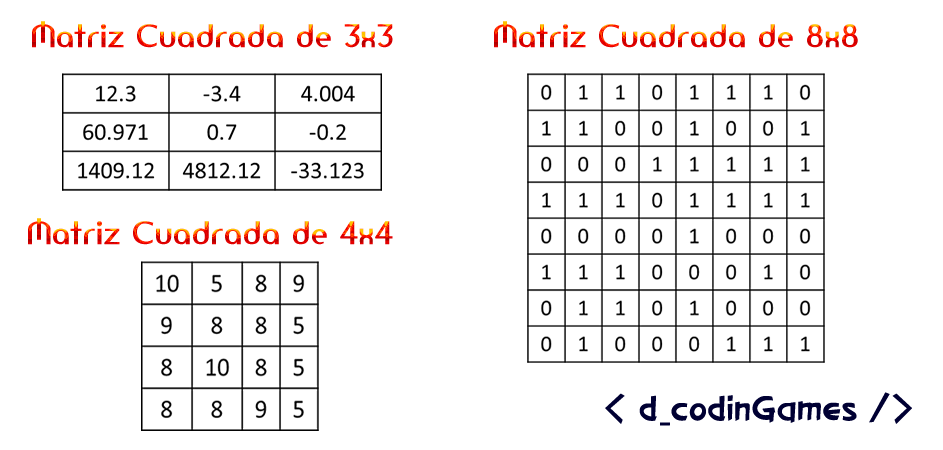 Matriz Cuadrada de 3x3
12.3 -3.4 4.004
60.971 0.7 -0.2
1409.12 4812.12 -33.123
Matriz Cuadrada de 4x4
10 5 8 9
9 8 8 5
8 10 8 5
8 8 9 5
Matriz Cuadrada de 8x8
0 1 1 0 1 1 1 0
1 1 0 0 1 0 0 1
0 0 0 1 1 1 1 1
1 1 1 0 1 1 1 1
0 0 0 0 1 0 0 0
1 1 1 0 0 0 1 0
0 1 1 0 1 0 0 0
0 1 0 0 0 1 1 1
< d_codinGames />